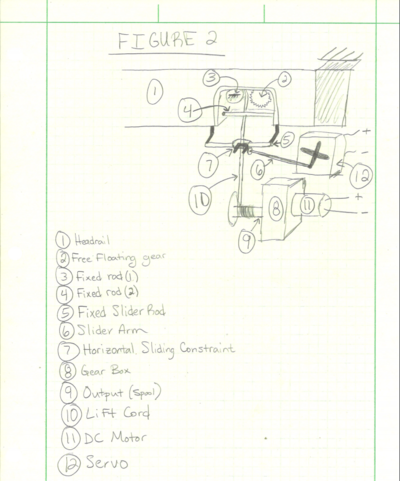 FIGURE 2
3 2
1
4
+
5
-
7
6 12
10
+
8 11
-
9
1 Headrail
2 Free Floating gear
3 Fixed rod (1)
4 Fixed rod (2)
5 Fixed Slider Rod
6 Slider Arm
7 Horizontal Sliding Constraint
8 Gear Box
9 Output (Spool)
10 Lift Cord
11 DC Motor
12 Servo